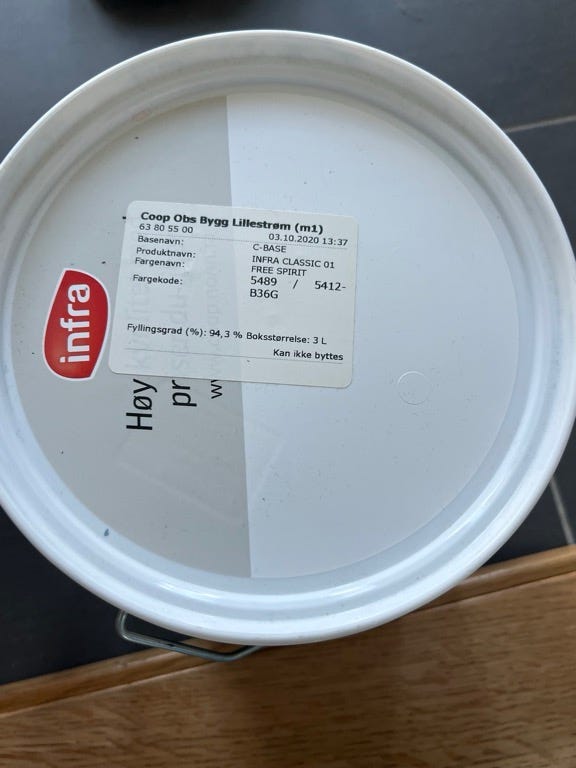 Coop Obs Bygg Lillestrøm (m1)
63 80 55 00 03.10.2020 13:37
Basenavn: C-BASE
Produktnavn: INFRA CLASSIC 01
Fargenavn: FREE SPIRIT
Fargekode: 5489 / 5412-
B36G
Fyllingsgrad (%): 94,3 % Boksstørrelse: 3 L
Kan ikke byttes
infra
Høy
pr
www.